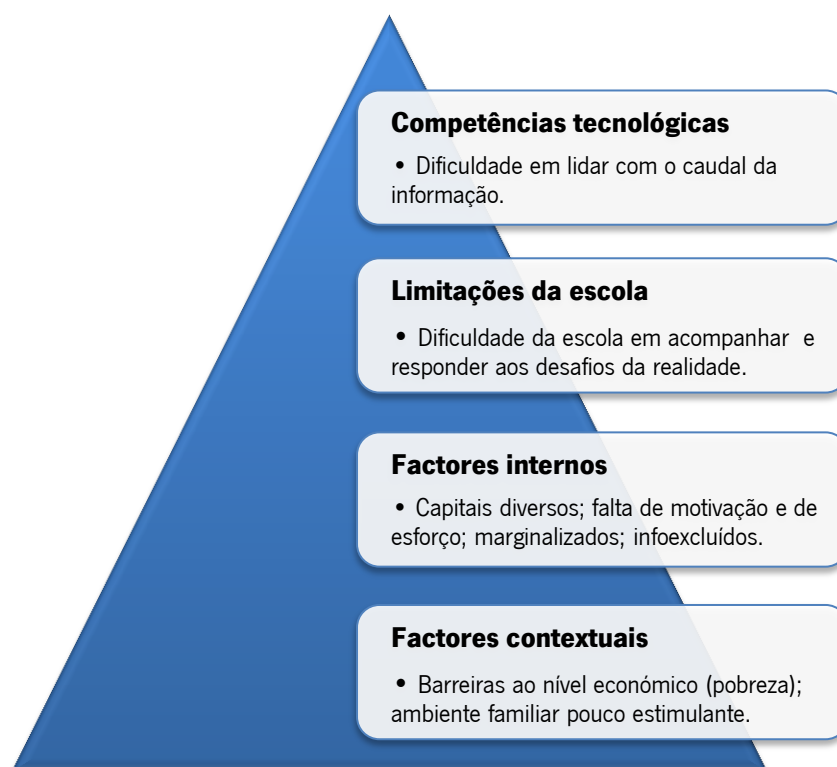 Competências tecnológicas
• Dificuldade em lidar com o caudal da
informação.
Limitações da escola
• Dificuldade da escola em acompanhar e
responder aos desafios da realidade.
Factores internos
• Capitais diversos; falta de motivação e de
esforço; marginalizados; infoexcluídos.
Factores contextuais
• Barreiras ao nível económico (pobreza);
ambiente familiar pouco estimulante.